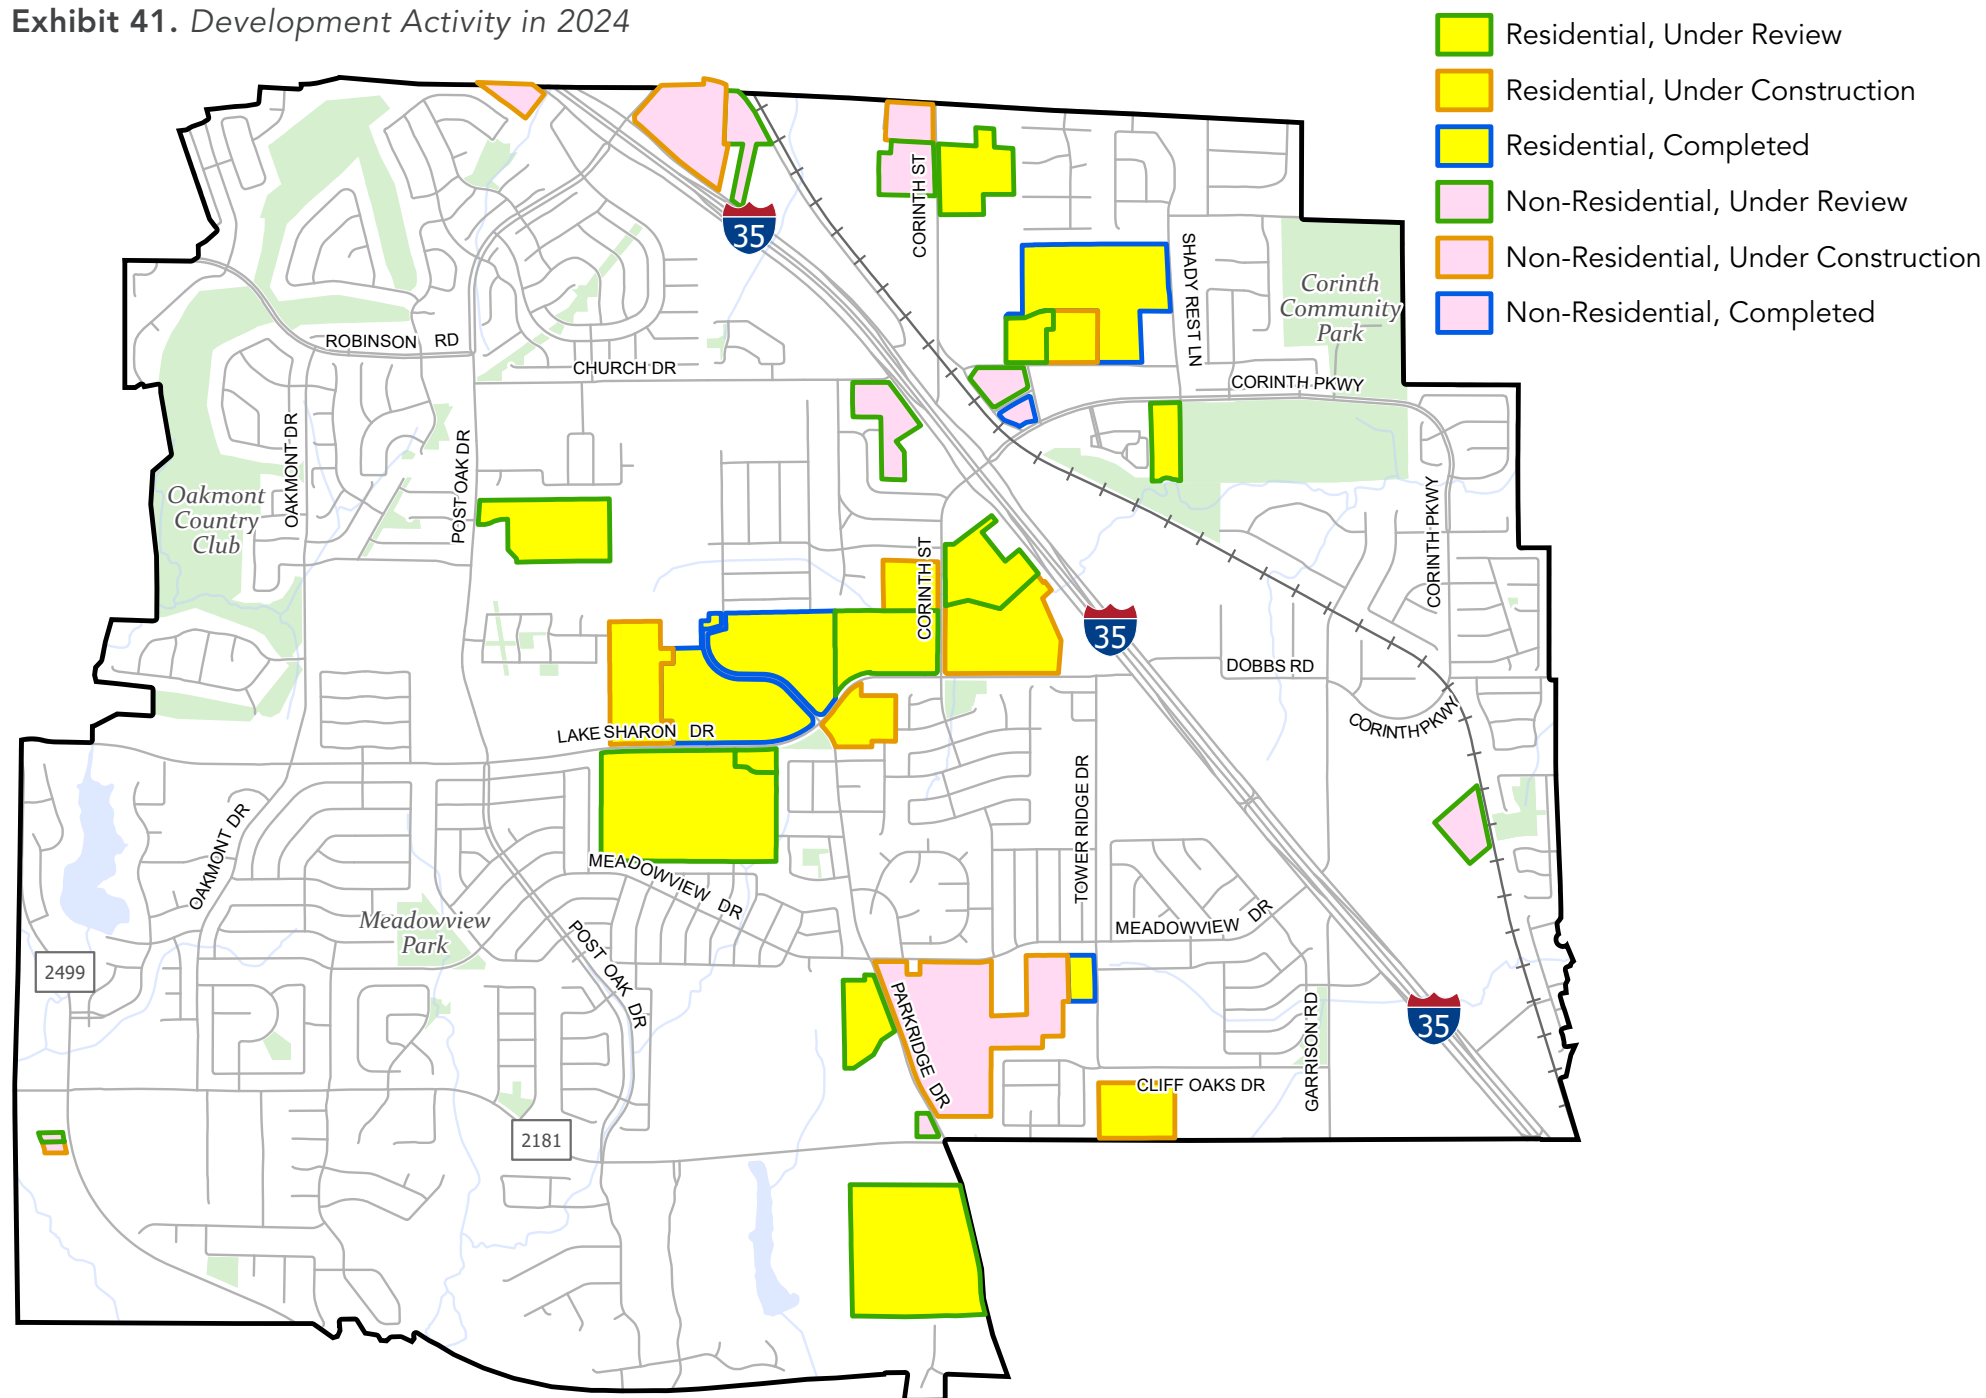 Exhibit 41. Development Activity in 2024
Residential, Under Review
Residential, Under Construction
Residential, Completed
Non-Residential, Under Review
Non-Residential, Under Construction
Non-Residential, Completed
35
CORINTH ST
SHADY REST LN
Corinth
Community
Park
ROBINSON RD
CHURCH DR
CORINTH PKWY
OAKMONT DR
POST OAK DR
Oakmont
Country
Club
CORINTH PKWY
CORINTH ST
35
DOBBS RD
CORINTH PKWY
LAKE SHARON DR
TOWER RIDGE DR
OAKMONT DR
MEADOWVIEW DR
Meadowview
Park
MEADOWVIEW DR
POST OAK DR
2499
PARKRIDGE DR
GARRISON RD
35
CLIFF OAKS DR
2181